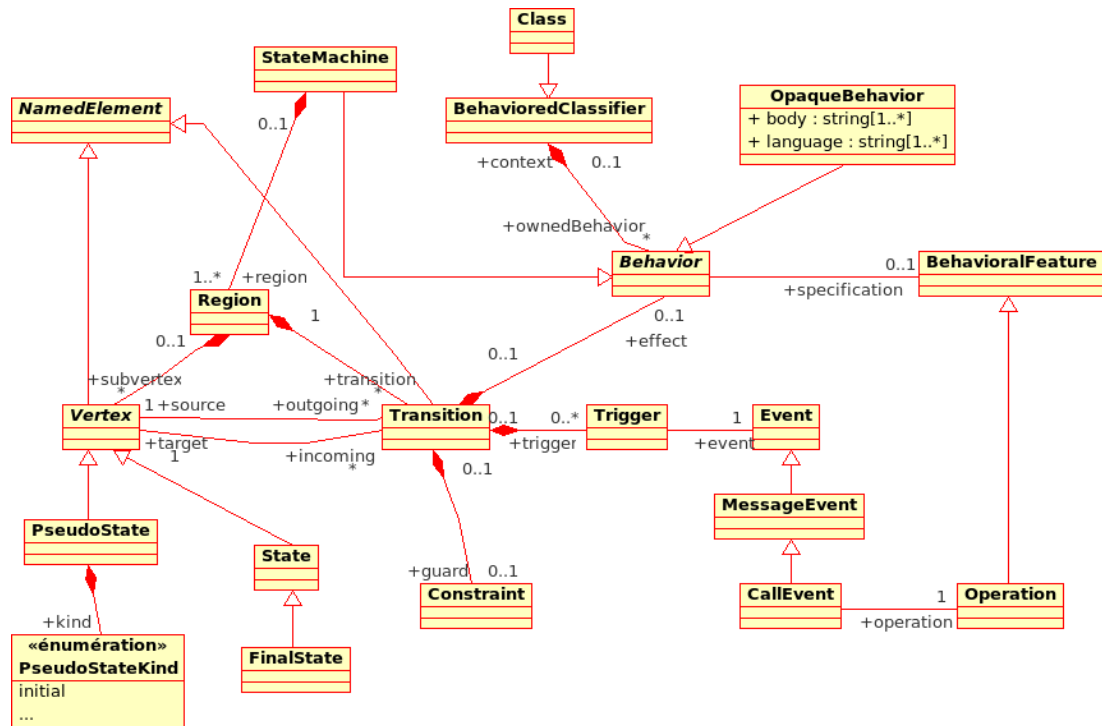 Class
StateMachine
NamedElement
BehavioredClassifier
OpaqueBehavior
+ body : string[1..*]
+ language : string[1..*]
0..1
+context
0..1
+ownedBehavior
*
Behavior
0..1
BehavioralFeature
+specification
1..*
+region
Region
1
0..1
0..1
+effect
0..1
+subvertex
*
+transition
*
Vertex
1
+source
+outgoing
*
Transition
0..1
0..*
Trigger
1
Event
+target
1
+incoming
*
+trigger
+event
0..1
MessageEvent
PseudoState
State
+guard
0..1
Constraint
CallEvent
1
+operation
Operation
+kind
«énumération»
PseudoStateKind
initial
...
FinalState